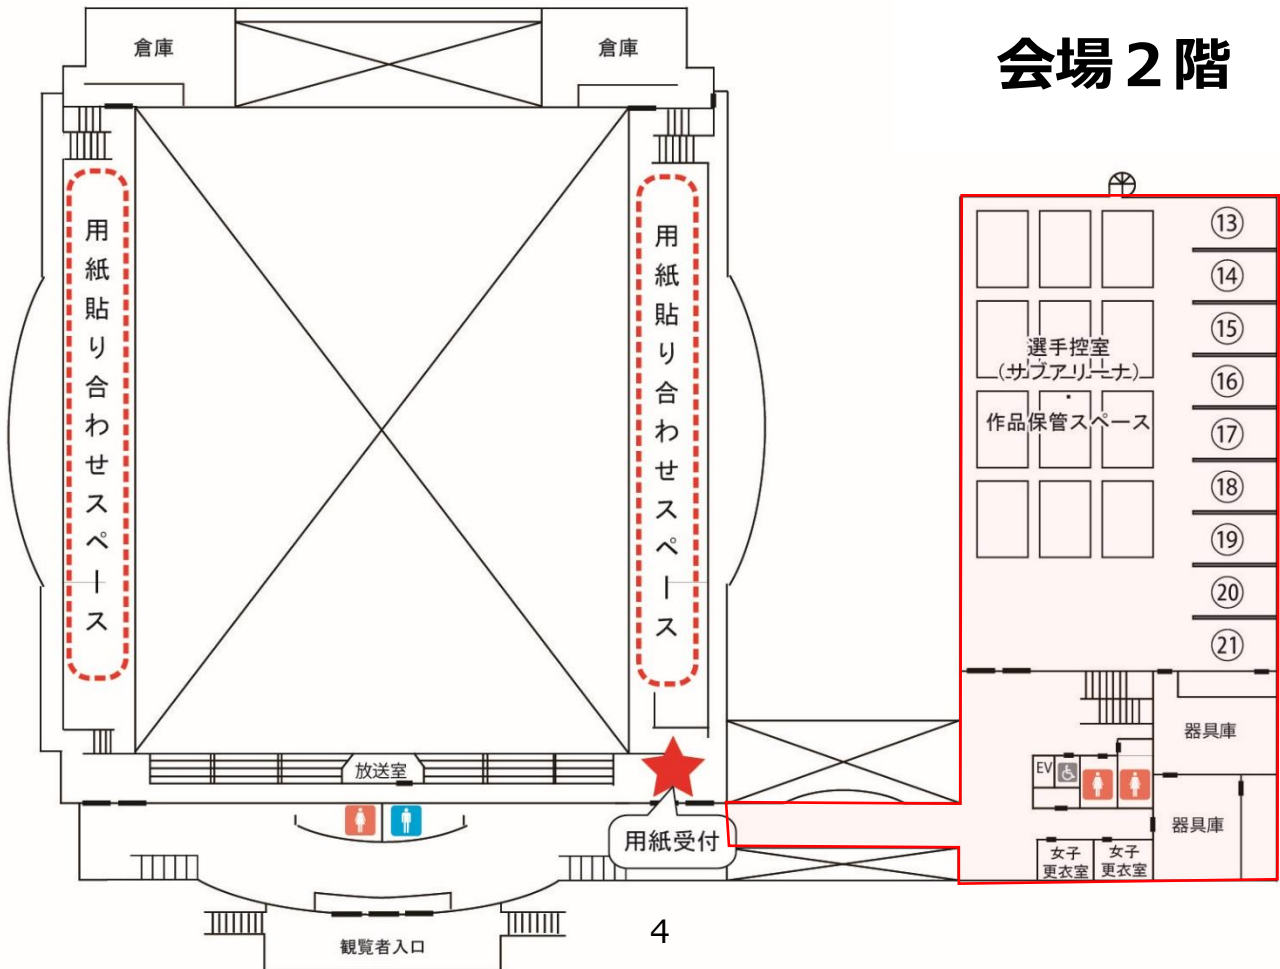 会場２階
倉庫
倉庫
用紙貼り合わせスペース
用紙貼り合わせスペース
⑬
⑭
⑮
⑯
⑰
⑱
⑲
⑳
㉑
選手控室
（サブアリーナ）
作品保管スペース
放送室
用紙受付
器具庫
EV
器具庫
女子
更衣室
女子
更衣室
観覧者入口
4